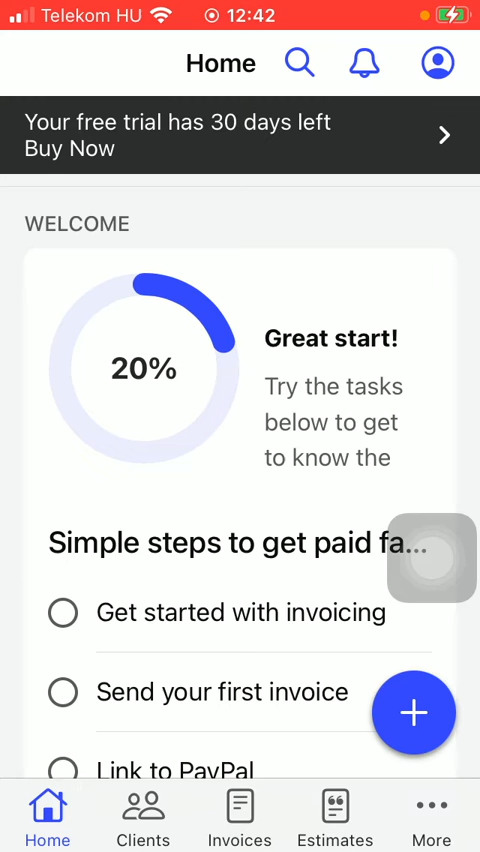 Telekom HU 12:42
Home
Your free trial has 30 days left
Buy Now
WELCOME
20%
Great start!
Try the tasks
below to get
to know the
Simple steps to get paid fa...
Get started with invoicing
Send your first invoice
Link to PayPal
Home Clients Invoices Estimates More